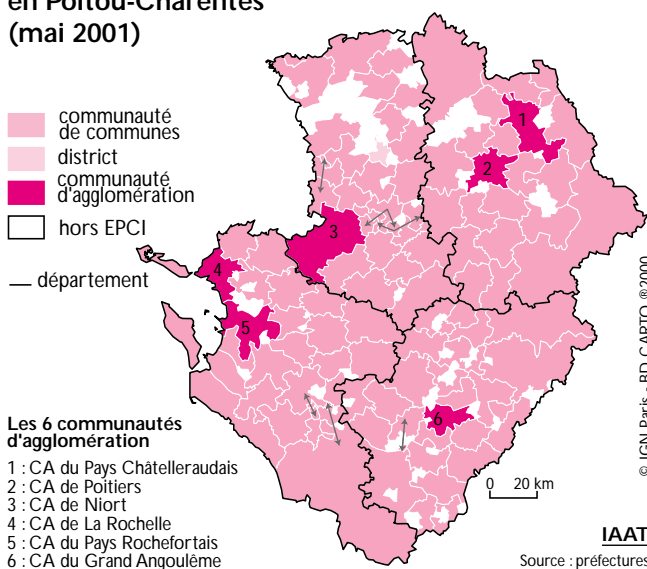 en Poitou-Charentes
(mai 2001)
communauté
de communes
district
communauté
d'agglomération
hors EPCI
département
1
2
3
4
5
6
Les 6 communautés
d'agglomération
1 : CA du Pays Châtelleraudais
2 : CA de Poitiers
3 : CA de Niort
4 : CA de La Rochelle
5 : CA du Pays Rochefortais
6 : CA du Grand Angoulême
0 20 km
© IGN Paris - BD CARTO ®2000
IAAT
Source : préfectures